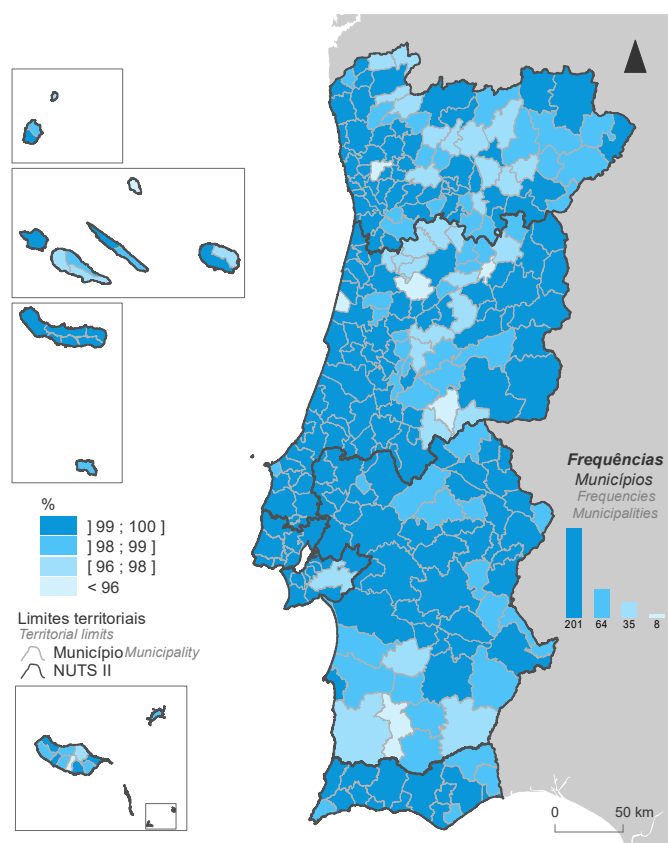 %
] 99 ; 100 ]
] 98 ; 99 ]
[ 96 ; 98 ]
< 96
Limites territoriais
Territorial limits
Município Municipality
NUTS II
Frequências
Municípios
Frequencies
Municipalities
201 64 35 8
0 50 km